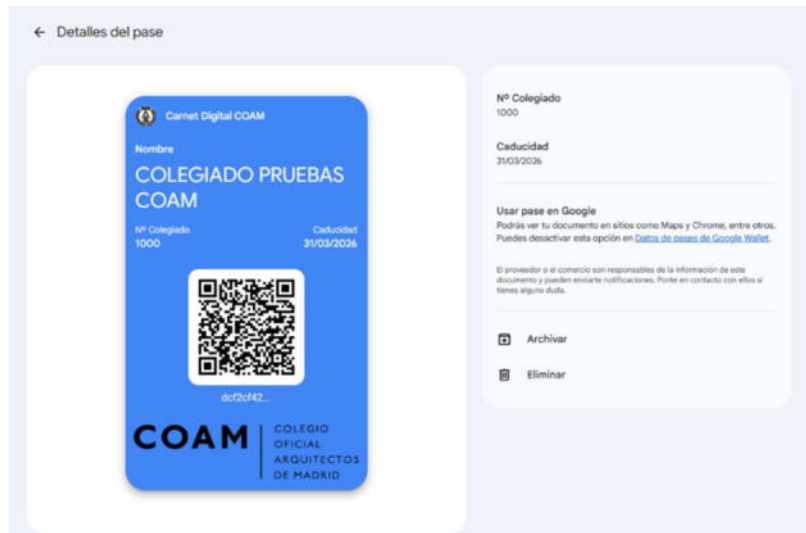 Detalles del pase
Carnet Digital COAM
Nombre
COLEGIADO PRUEBAS
COAM
Nº Colegiado
Caducidad
1000
31/03/2026
dcf2cf42...
COAM
COLEGIO
OFICIAL
ARQUITECTOS
DE MADRID
Nº Colegiado
1000
Caducidad
31/03/2026
Usar pase en Google
Podrás ver tu documento en sitios como Maps y Chrome, entre otros.
Puedes desactivar esta opción en Datos de pases de Google Wallet.
El proveedor o el comercio son responsables de la información de este
documento y pueden enviarte notificaciones. Ponte en contacto con ellos si
tienes alguna duda.
Archivar
Eliminar